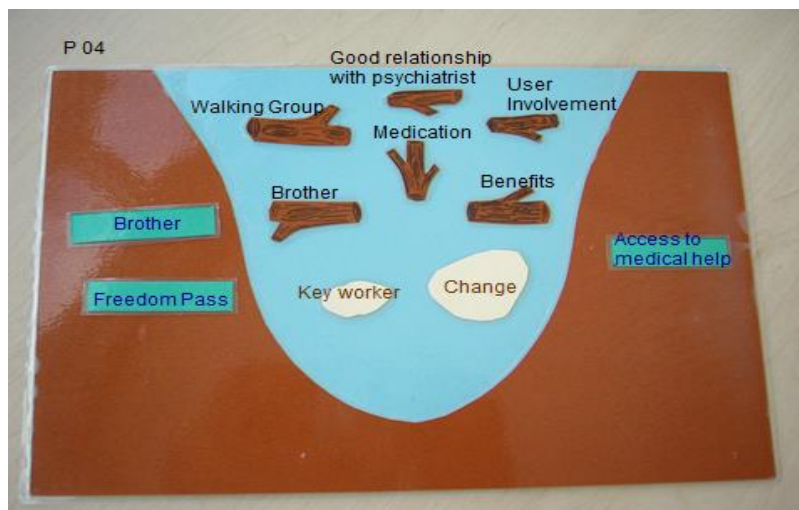 P 04
Good relationship
with psychiatrist
User
Involvement
Walking Group
Medication
Brother
Benefits
Brother
Access to
medical help
Freedom Pass
Key worker
Change